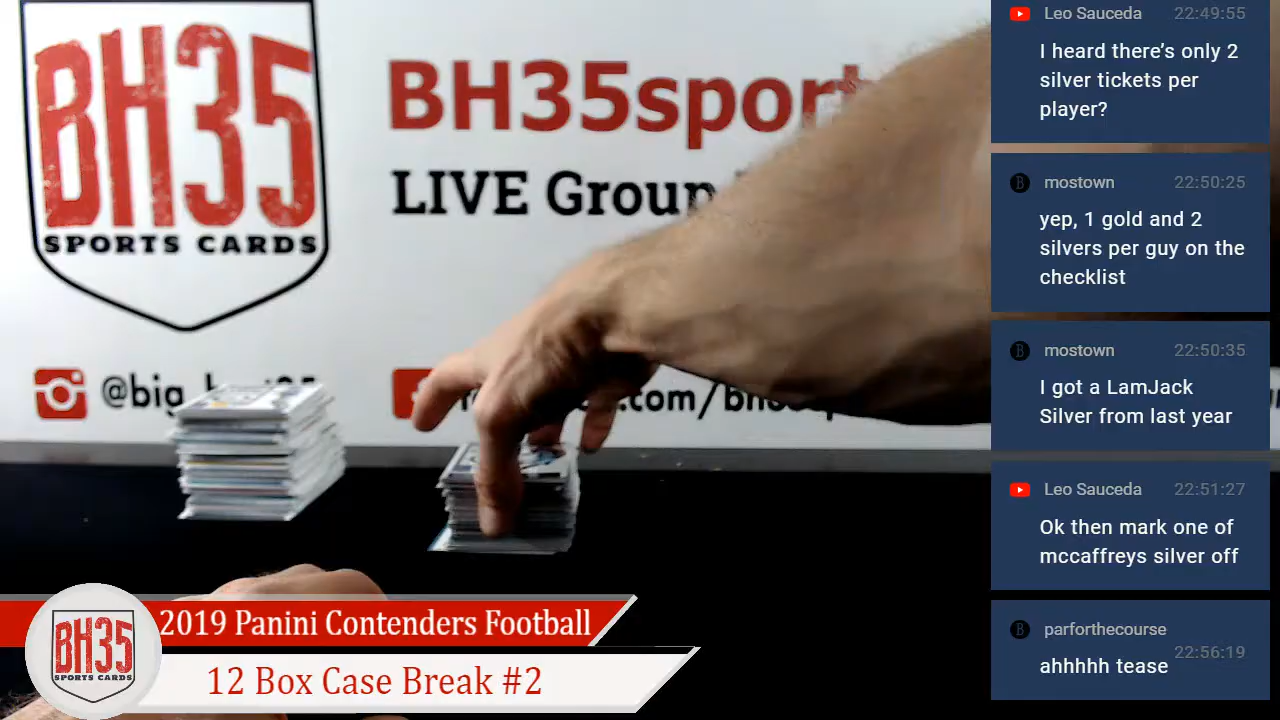 BH35
SPORTS CARDS
BH35sport
LIVE Group
@big_
.com/bh
Leo Sauceda 22:49:55
I heard there's only 2
silver tickets per
player?
mostown 22:50:25
yep, 1 gold and 2
silvers per guy on the
checklist
mostown 22:50:35
I got a LamJack
Silver from last year
Leo Sauceda 22:51:27
Ok then mark one of
mccaffreys silver off
parforthecourse
22:56:19
ahhhhh tease
BH35
SPORTS CARDS
2019 Panini Contenders Football
12 Box Case Break #2